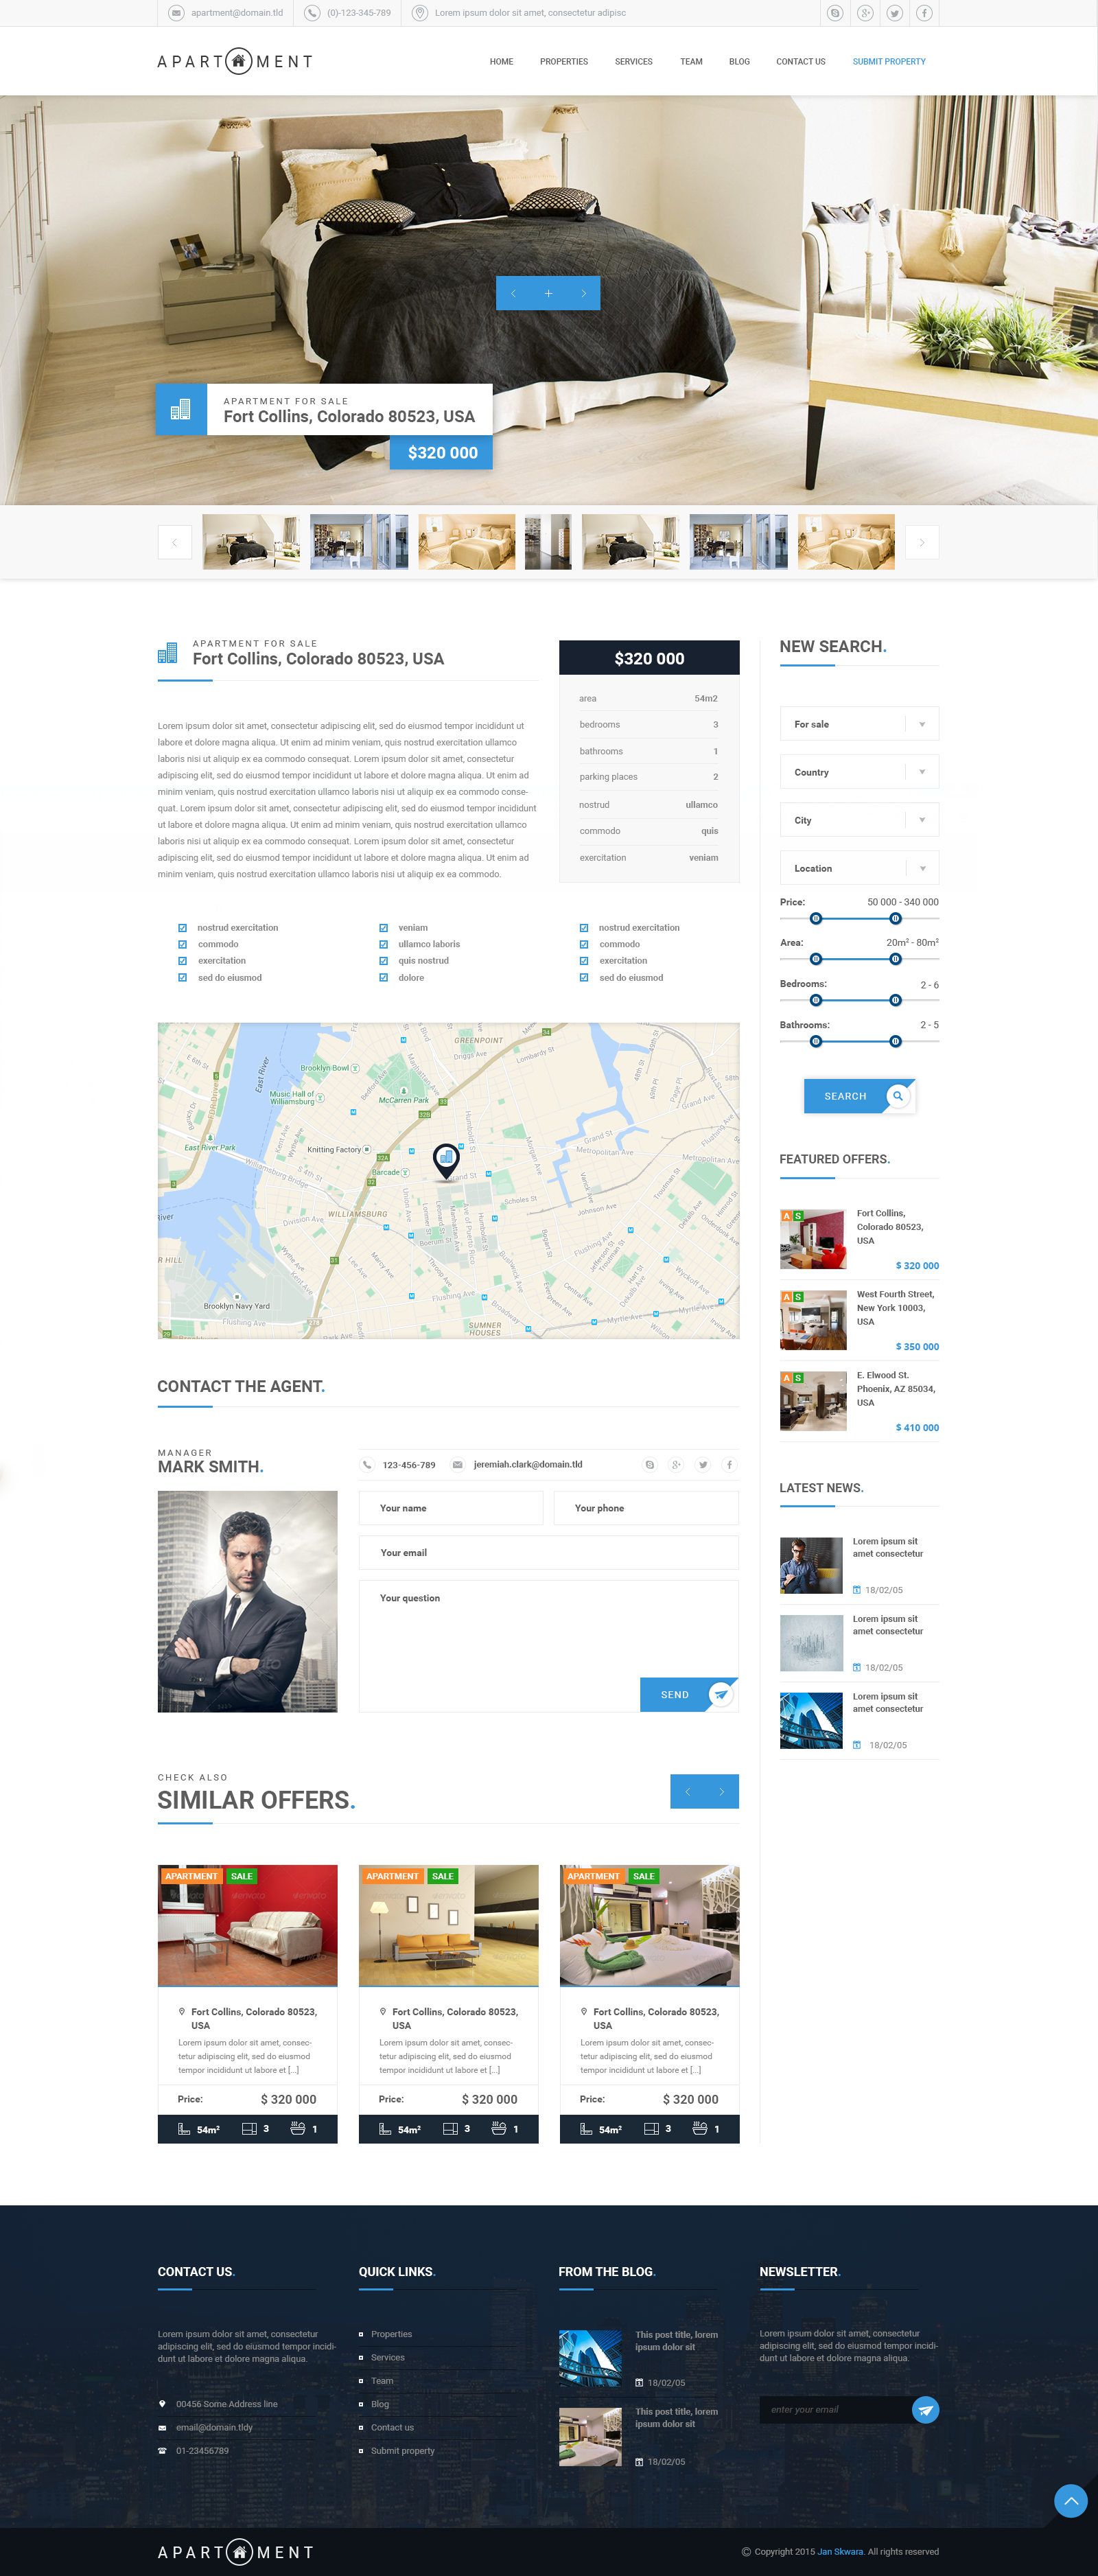 apartment@domain.tld
(0)-123-345-789
Lorem ipsum dolor sit amet, consectetur adipisc
APARTMENT
HOME
PROPERTIES
SERVICES
TEAM
BLOG
CONTACT US
SUBMIT PROPERTY
APARTMENT FOR SALE
Fort Collins, Colorado 80523, USA
$320 000
APARTMENT FOR SALE
Fort Collins, Colorado 80523, USA
Lorem ipsum dolor sit amet, consectetur adipiscing elit, sed do eiusmod tempor incididunt ut
labore et dolore magna aliqua. Ut enim ad minim veniam, quis nostrud exercitation ullamco
laboris nisi ut aliquip ex ea commodo consequat. Lorem ipsum dolor sit amet, consectetur
adipiscing elit, sed do eiusmod tempor incididunt ut labore et dolore magna aliqua. Ut enim ad
minim veniam, quis nostrud exercitation ullamco laboris nisi ut aliquip ex ea commodo conse-
quat. Lorem ipsum dolor sit amet, consectetur adipiscing elit, sed do eiusmod tempor incididunt
ut labore et dolore magna aliqua. Ut enim ad minim veniam, quis nostrud exercitation ullamco
laboris nisi ut aliquip ex ea commodo consequat. Lorem ipsum dolor sit amet, consectetur
adipiscing elit, sed do eiusmod tempor incididunt ut labore et dolore magna aliqua. Ut enim ad
minim veniam, quis nostrud exercitation ullamco laboris nisi ut aliquip ex ea commodo.
$320 000
area 54m2
bedrooms 3
bathrooms 1
parking places 2
nostrud ullamco
commodo quis
exercitation veniam
nostrud exercitation
commodo
exercitation
sed do eiusmod
veniam
ullamco laboris
quis nostrud
dolore
nostrud exercitation
commodo
exercitation
sed do eiusmod
GREENPOINT
Brooklyn Bowl
East River
Music Hall of
Williamsburg
McCarren Park
East River Park
Knitting Factory
Barcade
WILLIAMSBURG
Brooklyn Navy Yard
Flushing Ave
SUMNER
HOUSES
CONTACT THE AGENT.
MANAGER
MARK SMITH.
123-456-789
jeremiah.clark@domain.tld
Your name
Your phone
Your email
Your question
SEND
CHECK ALSO
SIMILAR OFFERS.
APARTMENT SALE
Fort Collins, Colorado 80523,
USA
Lorem ipsum dolor sit amet, consec-
tetur adipiscing elit, sed do eiusmod
tempor incididunt ut labore et [...]
Price: $ 320 000
54m² 3 1
APARTMENT SALE
Fort Collins, Colorado 80523,
USA
Lorem ipsum dolor sit amet, consec-
tetur adipiscing elit, sed do eiusmod
tempor incididunt ut labore et [...]
Price: $ 320 000
54m² 3 1
APARTMENT SALE
Fort Collins, Colorado 80523,
USA
Lorem ipsum dolor sit amet, consec-
tetur adipiscing elit, sed do eiusmod
tempor incididunt ut labore et [...]
Price: $ 320 000
54m² 3 1
NEW SEARCH.
For sale
Country
City
Location
Price: 50 000 - 340 000
Area: 20m² - 80m²
Bedrooms: 2 - 6
Bathrooms: 2 - 5
SEARCH
FEATURED OFFERS.
A S
Fort Collins,
Colorado 80523,
USA
$ 320 000
A S
West Fourth Street,
New York 10003,
USA
$ 350 000
A S
E. Elwood St.
Phoenix, AZ 85034,
USA
$ 410 000
LATEST NEWS.
Lorem ipsum sit
amet consectetur
18/02/05
Lorem ipsum sit
amet consectetur
18/02/05
Lorem ipsum sit
amet consectetur
18/02/05
CONTACT US.
Lorem ipsum dolor sit amet, consectetur
adipiscing elit, sed do eiusmod tempor incidi-
dunt ut labore et dolore magna aliqua.
00456 Some Address line
email@domain.tldy
01-23456789
QUICK LINKS.
Properties
Services
Team
Blog
Contact us
Submit property
FROM THE BLOG.
This post title, lorem
ipsum dolor sit
18/02/05
This post title, lorem
ipsum dolor sit
18/02/05
NEWSLETTER.
Lorem ipsum dolor sit amet, consectetur
adipiscing elit, sed do eiusmod tempor incidi-
dunt ut labore et dolore magna aliqua.
enter your email
APARTMENT
© Copyright 2015 Jan Skwara. All rights reserved